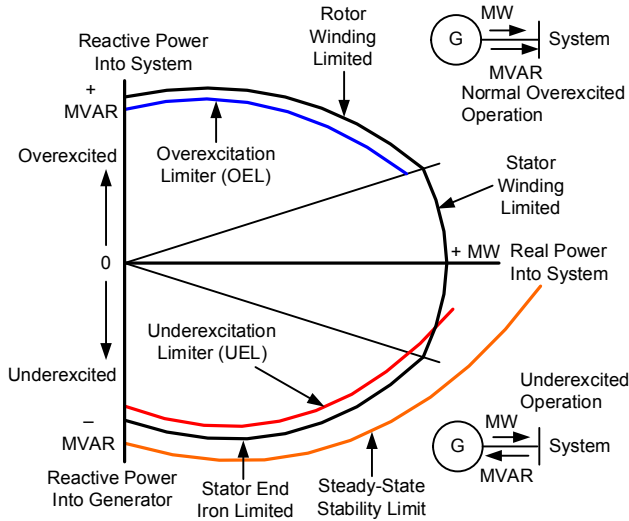 Reactive Power
Into System
Rotor
Winding
Limited
MW
G
System
MVAR
Normal Overexcited
Operation
+
MVAR
Overexcited
Overexcitation
Limiter (OEL)
Stator
Winding
Limited
0
+ MW
Real Power
Into System
Underexcitation
Limiter (UEL)
Underexcited
–
MVAR
Underexcited
Operation
MW
G
System
MVAR
Reactive Power
Into Generator
Stator End
Iron Limited
Steady-State
Stability Limit